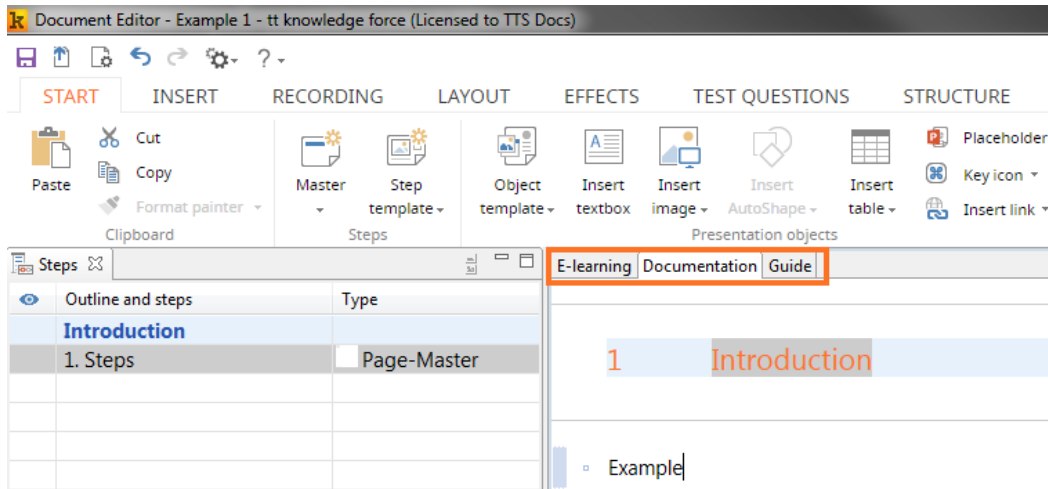 Document Editor - Example 1 - tt knowledge force (Licensed to TTS Docs)
?
START INSERT RECORDING LAYOUT EFFECTS TEST QUESTIONS STRUCTURE
Paste
Cut
Copy
Format painter
Clipboard
Master
Step template
Steps
Object template
Insert textbox
Insert image
Insert AutoShape
Insert table
Placeholder
Key icon
Insert link
Presentation objects
Steps
E-learning Documentation Guide
Outline and steps Type
Introduction
1. Steps Page-Master
1 Introduction
Example